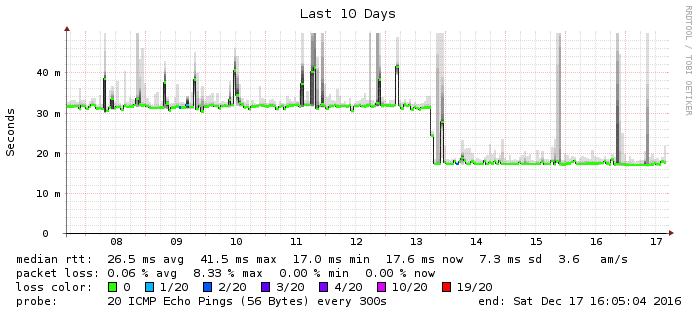 Last 10 Days
RRDTOOL / TOBI OETIKER
Seconds
40 m
30 m
20 m
10 m
0
08 09 10 11 12 13 14 15 16 17
median rtt: 26.5 ms avg 41.5 ms max 17.0 ms min 17.6 ms now 7.3 ms sd 3.6 am/s
packet loss: 0.06 % avg 8.33 % max 0.00 % min 0.00 % now
loss color: 0 1/20 2/20 3/20 4/20 10/20 19/20
probe: 20 ICMP Echo Pings (56 Bytes) every 300s end: Sat Dec 17 16:05:04 2016